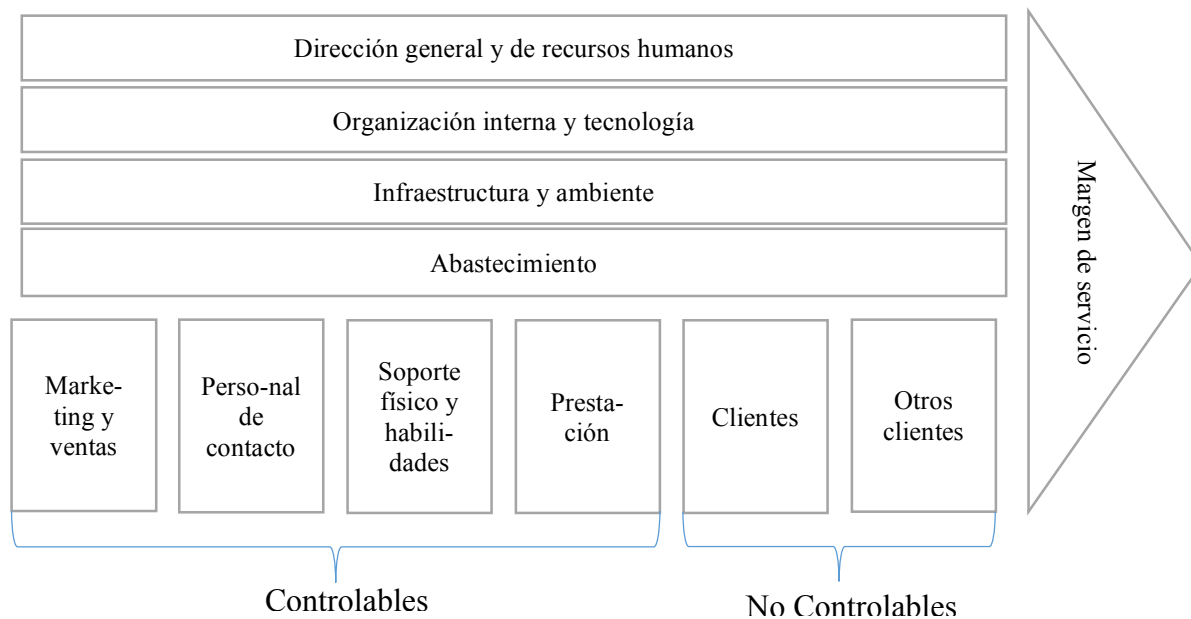 Dirección general y de recursos humanos
Organización interna y tecnología
Infraestructura y ambiente
Abastecimiento
Margen de servicio
Marke-
ting y
ventas
Perso-nal
de
contacto
Soporte
físico y
habili-
dades
Presta-
ción
Clientes
Otros
clientes
Controlables
No Controlables